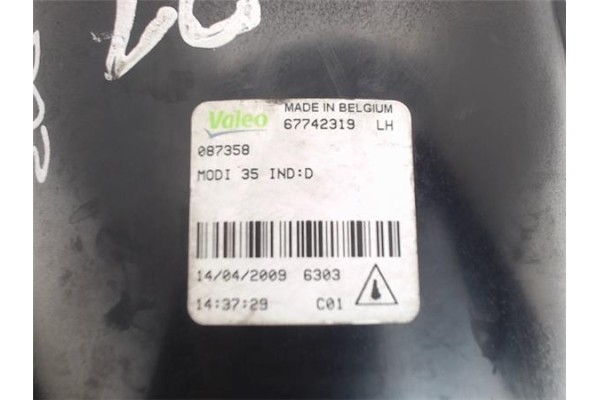 Valeo MADE IN BELGIUM
67742319 LH
087358
MODI 35 IND:D
14/04/2009 6303
14:37:29 C01